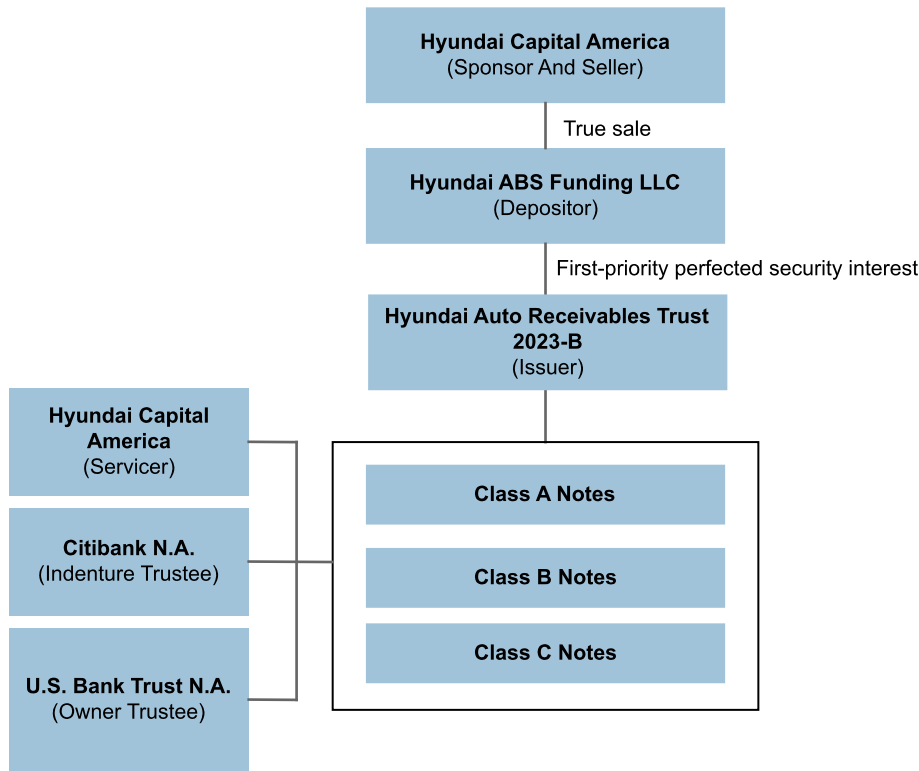 Hyundai Capital America
(Sponsor And Seller)
True sale
Hyundai ABS Funding LLC
(Depositor)
First-priority perfected security interest
Hyundai Auto Receivables Trust
2023-B
(Issuer)
Hyundai Capital
America
(Servicer)
Citibank N.A.
(Indenture Trustee)
U.S. Bank Trust N.A.
(Owner Trustee)
Class A Notes
Class B Notes
Class C Notes